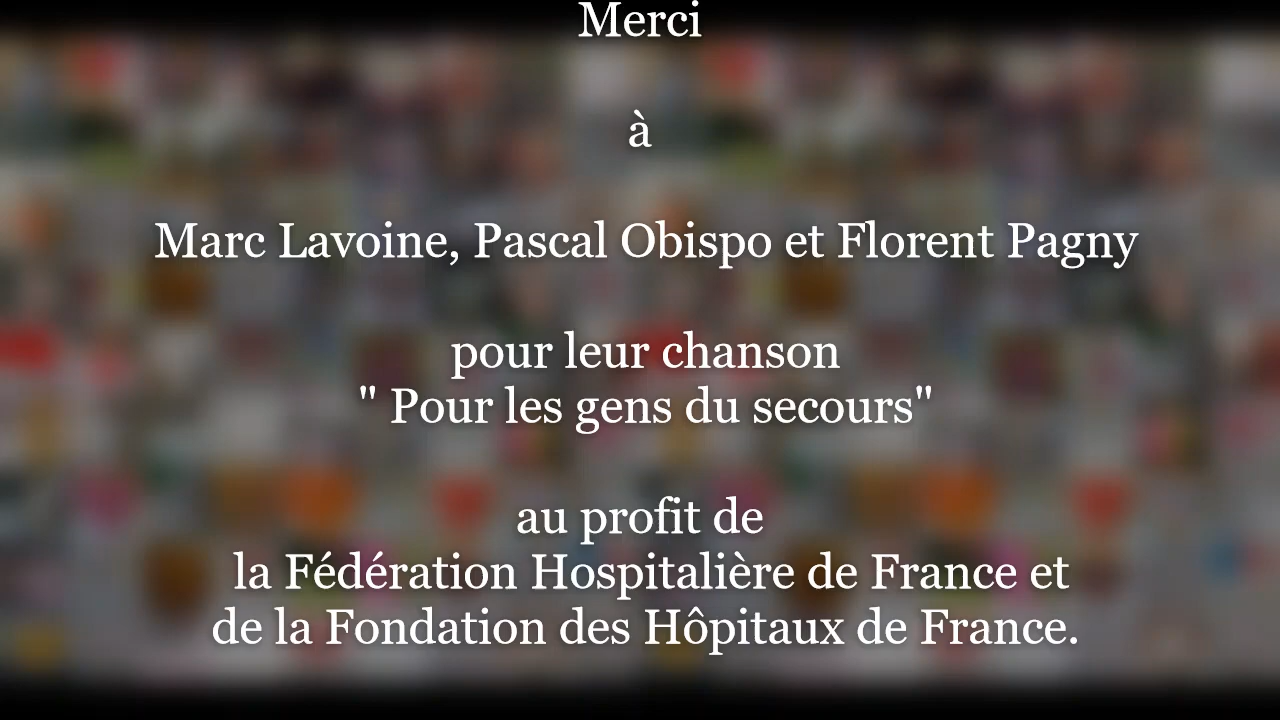 Merci
à
Marc Lavoine, Pascal Obispo et Florent Pagny
pour leur chanson
" Pour les gens du secours"
au profit de
la Fédération Hospitalière de France et
de la Fondation des Hôpitaux de France.